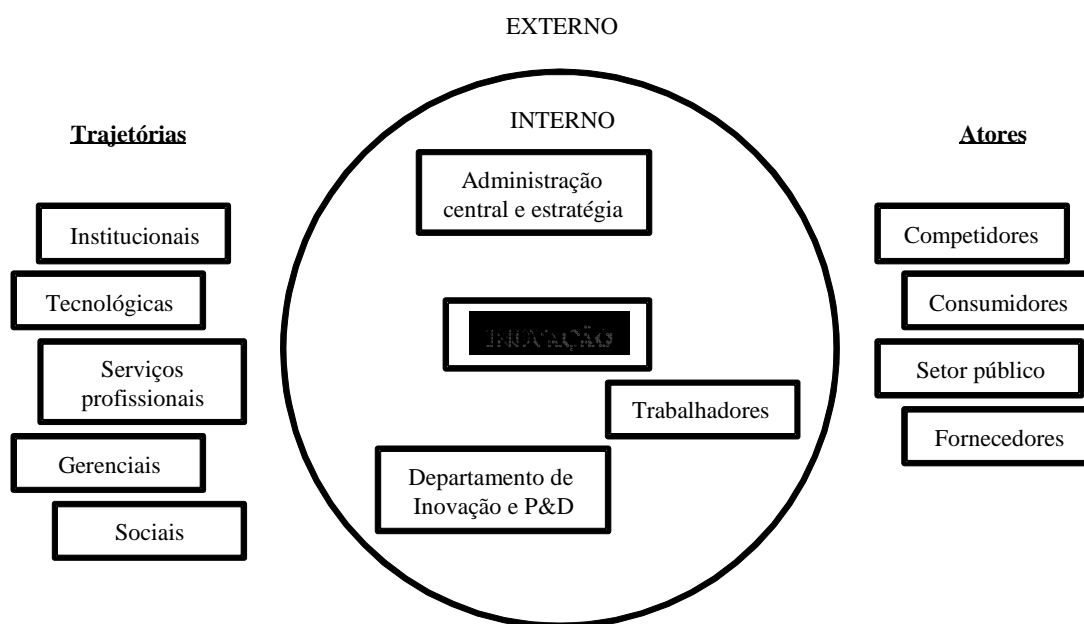 EXTERNO
INTERNO
Trajetórias
Institucionais
Tecnológicas
Serviços
profissionais
Gerenciais
Sociais
Administração
central e estratégia
INOVAÇÃO
Trabalhadores
Departamento de
Inovação e P&D
Atores
Competidores
Consumidores
Setor público
Fornecedores